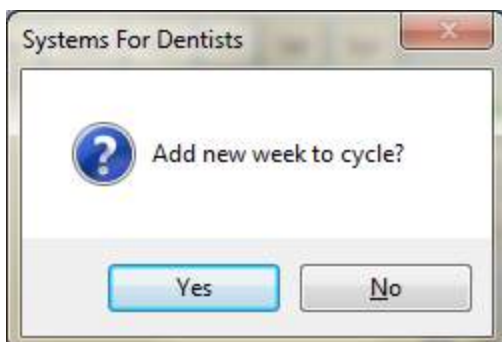 Systems For Dentists
Add new week to cycle?
Yes
No